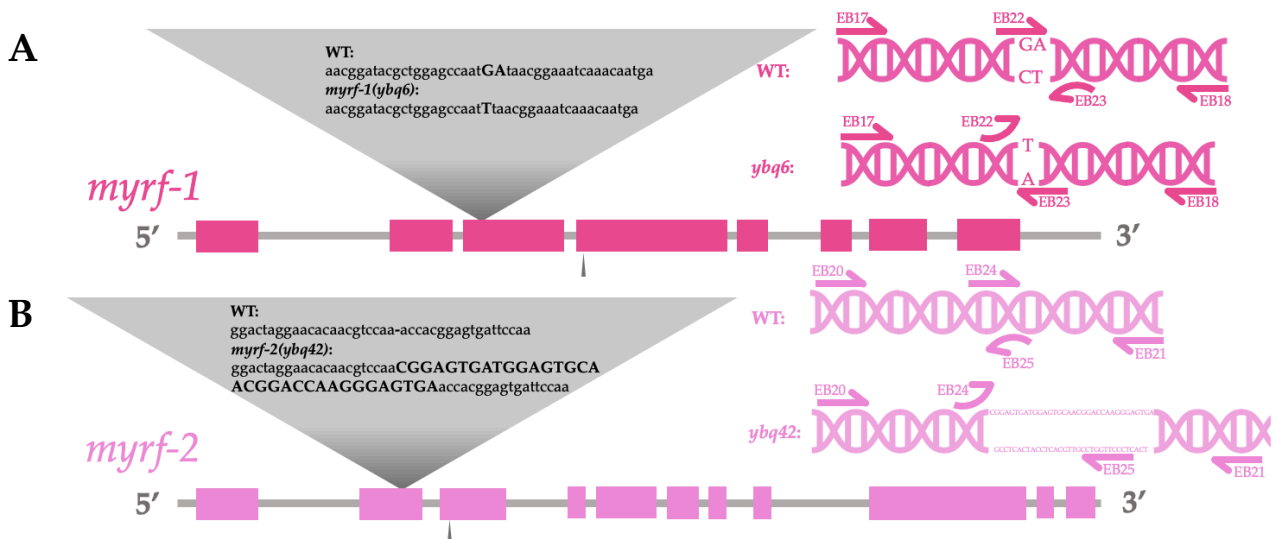 A
WT:
aacggatacgctggagccaatGAtaacggaaatcaaacaatga
myrf-1(ybq6):
aacggatacgctggagccaatTtaacggaaatcaaacaatga
EB17
EB22
WT:
GA
CT
EB23
EB18
EB17
EB22
ybq6:
T
A
EB23
EB18
myrf-1
5′
3′
B
WT:
ggactaggaacacaacgtccaa-accacggagtgattccaa
myrf-2(ybq42):
ggactaggaacacaacgtccaaCGGAGTGATGGAGTGCA
ACGGACCAAGGGAGTGAaccacggagtgattccaa
EB20
EB24
WT:
EB25
EB21
EB20
EB24
ybq42:
CGGAGTGATGGAGTGCAACGGACCAAGGGAGTGA
GCCTCACTACCTCACGTTGCCTGGTTCCCTCACT
EB25
EB21
myrf-2
5′
3′